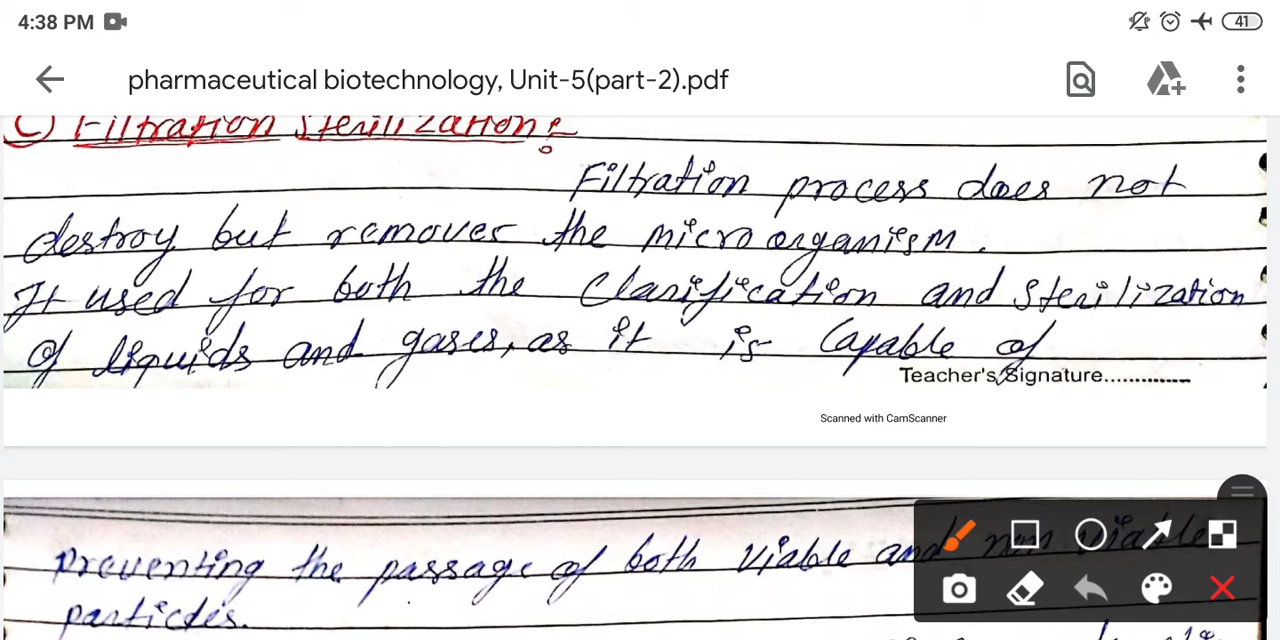 4:38 PM
41
pharmaceutical biotechnology, Unit-5(part-2).pdf
C) Filtration Sterilization:
Filtration process does not
destroy but removes the microorganism.
It used for both the Clarification and Sterilization
of liquids and gases, as it is Capable of
Teacher's Signature..............
Scanned with CamScanner
preventing the passage of both viable and non viable
particles.